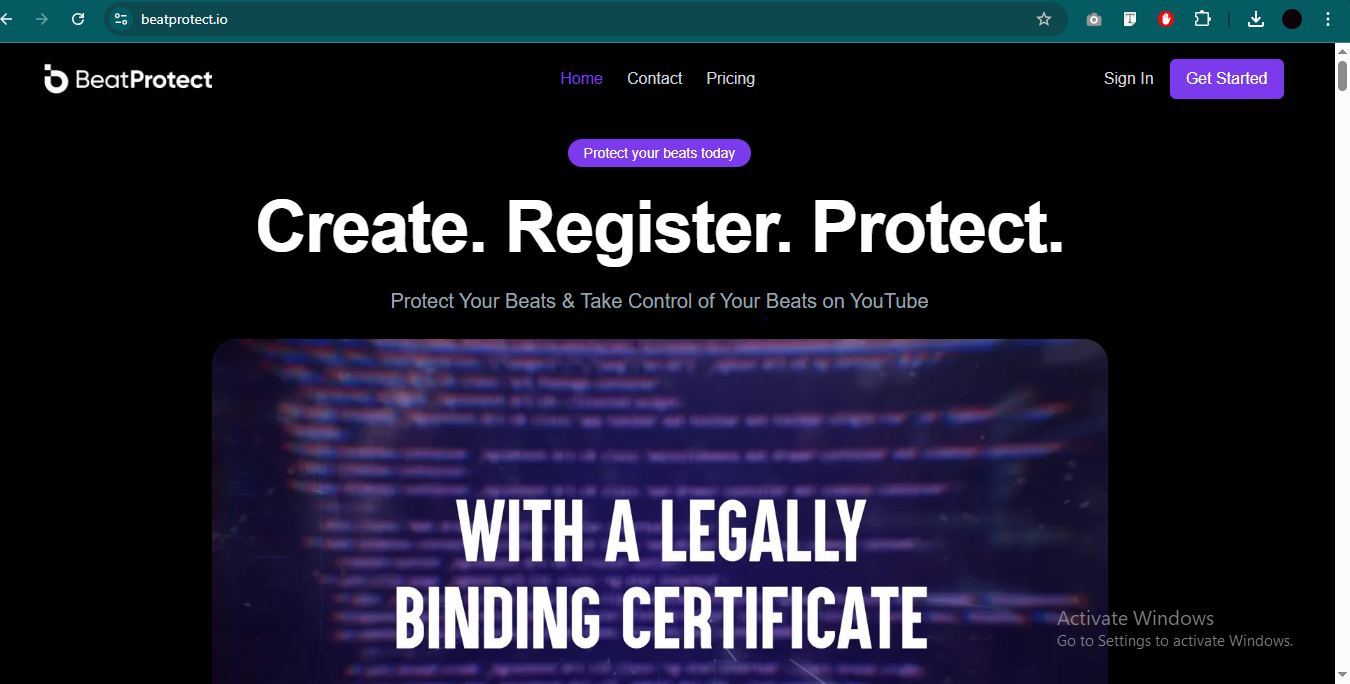 beatprotect.io
BeatProtect
Home Contact Pricing
Sign In Get Started
Protect your beats today
Create. Register. Protect.
Protect Your Beats & Take Control of Your Beats on YouTube
WITH A LEGALLY
BINDING CERTIFICATE
Activate Windows
Go to Settings to activate Windows.